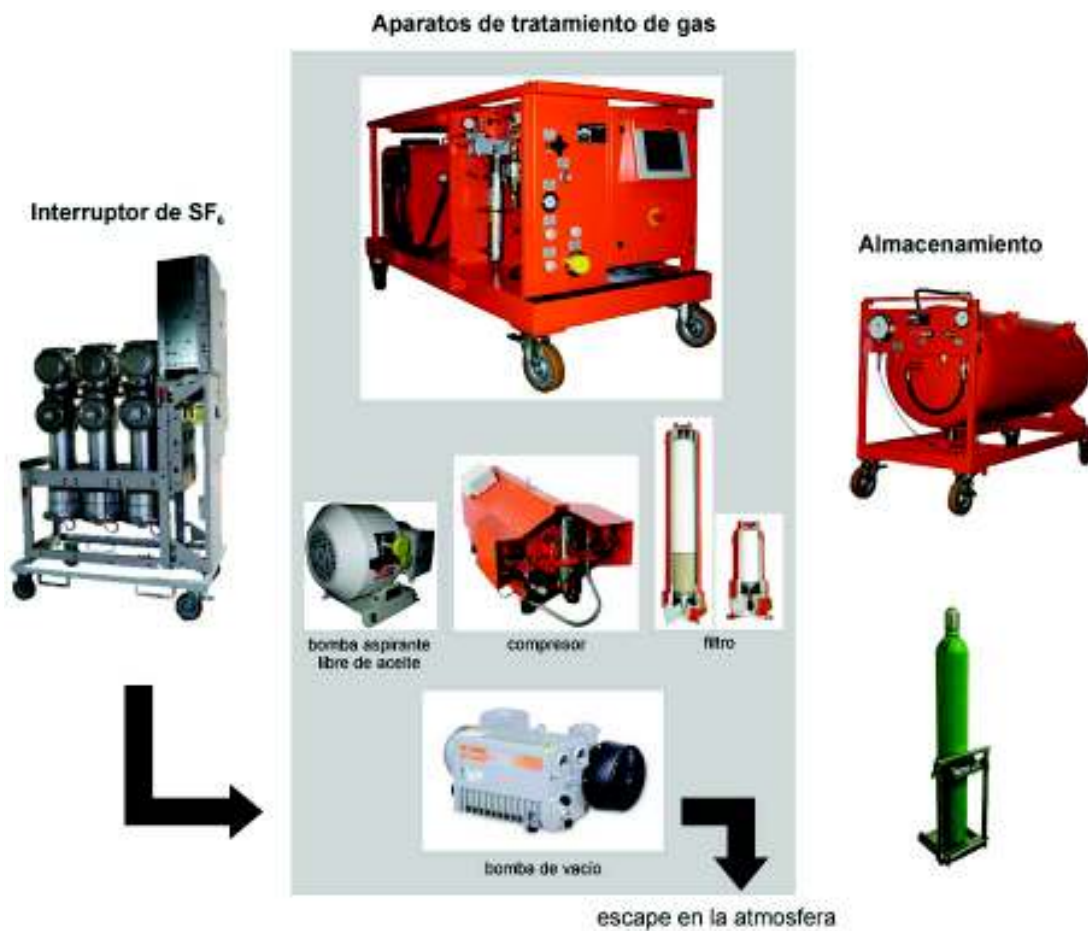 Aparatos de tratamiento de gas
Interruptor de SF₆
Almacenamiento
bomba aspirante
libre de aceite
compresor
filtro
bomba de vacío
escape en la atmosfera